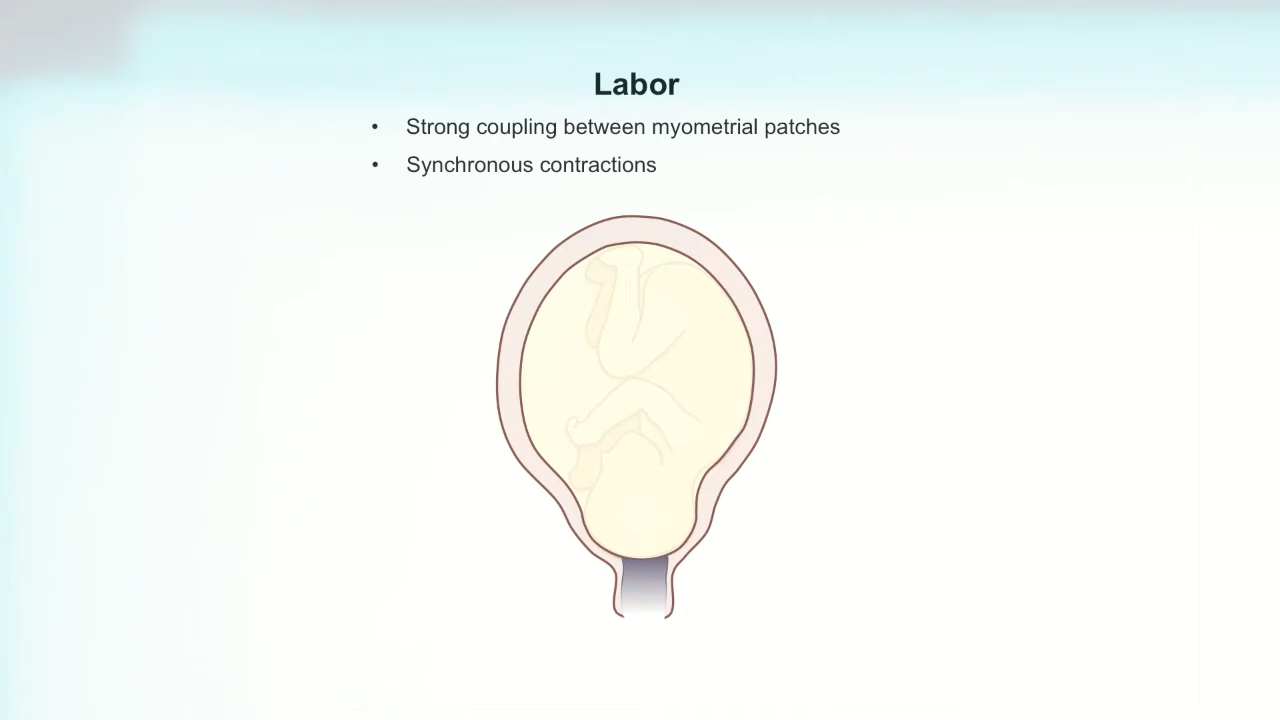 Labor
• Strong coupling between myometrial patches
• Synchronous contractions